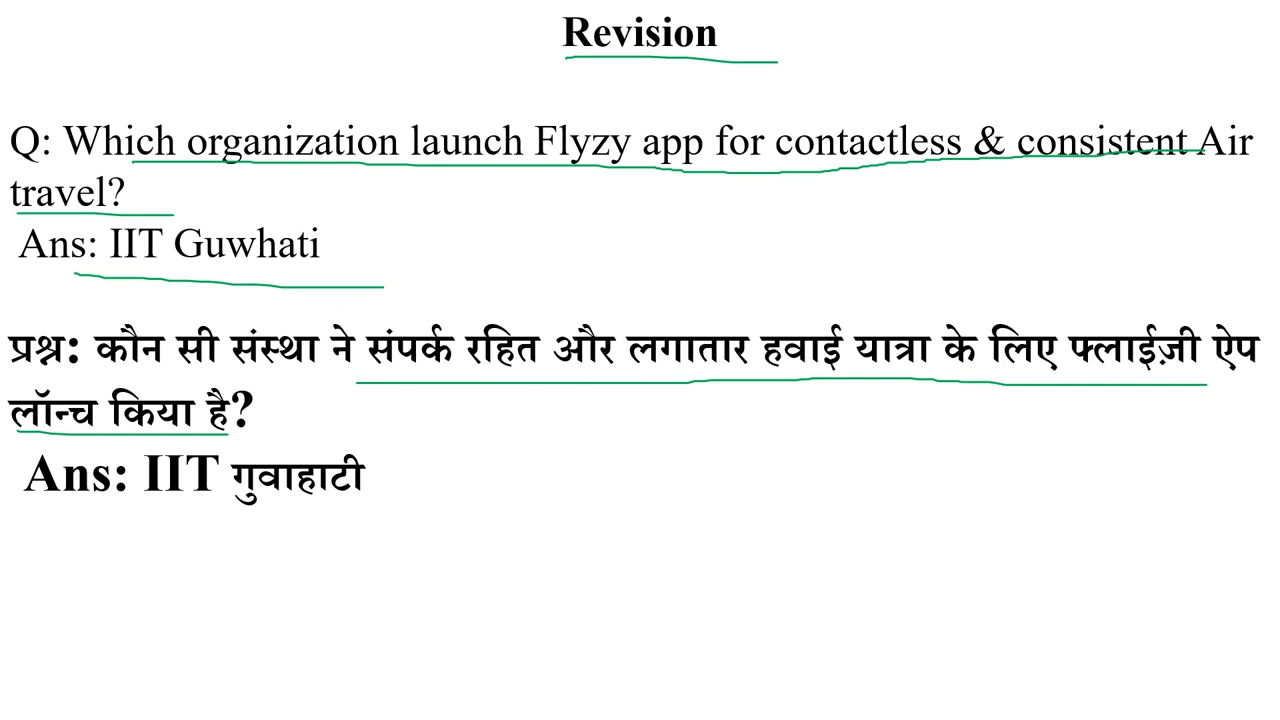 Revision
Q: Which organization launch Flyzy app for contactless & consistent Air
travel?
Ans: IIT Guwhati
प्रश्न: कौन सी संस्था ने संपर्क रहित और लगातार हवाई यात्रा के लिए फ्लाईज़ी ऐप
लॉन्च किया है?
Ans: IIT गुवाहाटी